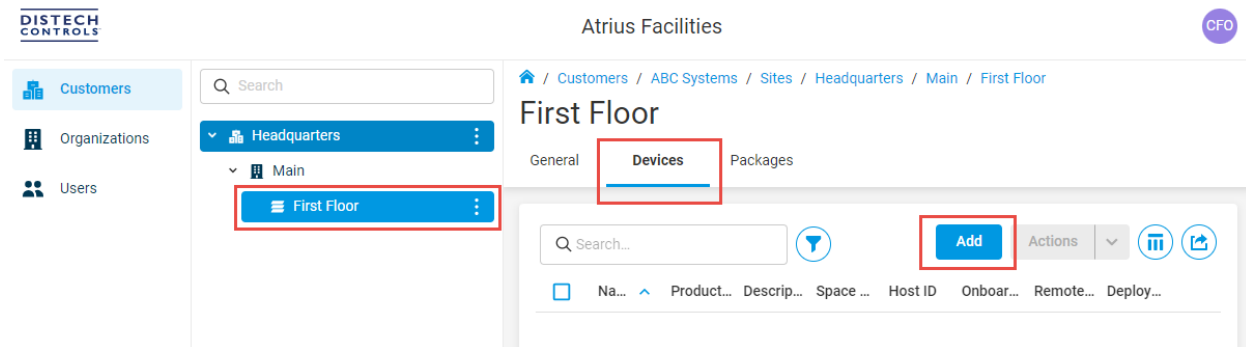 DISTECH
CONTROLS
Atrius Facilities
CFO
Customers
Organizations
Users
Search
Headquarters
Main
First Floor
/ Customers / ABC Systems / Sites / Headquarters / Main / First Floor
First Floor
General Devices Packages
Search... Add Actions
Na... Product... Descrip... Space ... Host ID Onboar... Remote... Deploy...